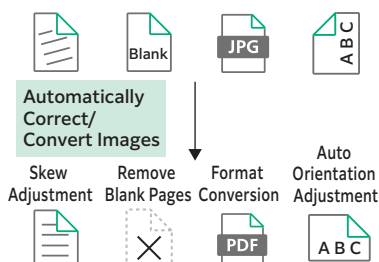 Blank
JPG
A B C
Automatically
Correct/
Convert Images
Skew
Adjustment
Remove
Blank Pages
Format
Conversion
Auto
Orientation
Adjustment
PDF
A B C